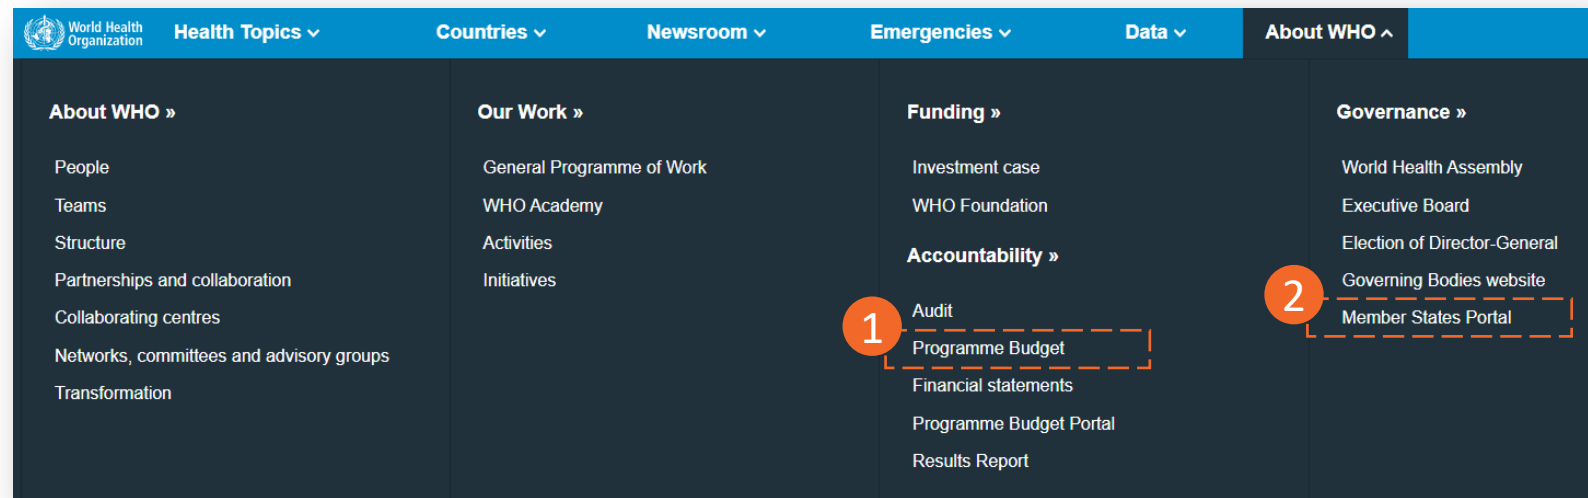 World Health
Organization
Health Topics
Countries
Newsroom
Emergencies
Data
About WHO
About WHO »
People
Teams
Structure
Partnerships and collaboration
Collaborating centres
Networks, committees and advisory groups
Transformation
Our Work »
General Programme of Work
WHO Academy
Activities
Initiatives
Funding »
Investment case
WHO Foundation
Accountability »
Audit
1
Programme Budget
Financial statements
Programme Budget Portal
Results Report
Governance »
World Health Assembly
Executive Board
Election of Director-General
Governing Bodies website
2
Member States Portal